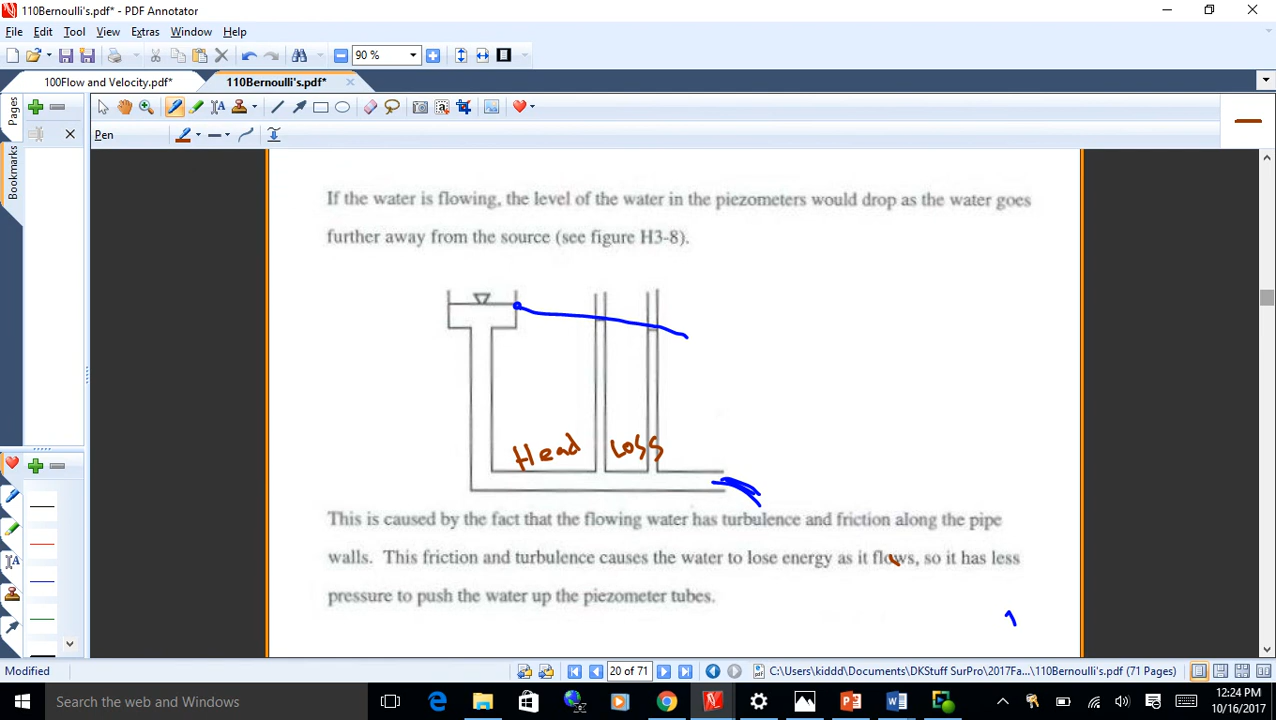 110Bernoulli's.pdf* - PDF Annotator
File Edit Tool View Extras Window Help
90 %
100Flow and Velocity.pdf* 110Bernoulli's.pdf*
Pages
Bookmarks
Pen
If the water is flowing, the level of the water in the piezometers would drop as the water goes
further away from the source (see figure H3-8).
Head Loss
This is caused by the fact that the flowing water has turbulence and friction along the pipe
walls. This friction and turbulence causes the water to lose energy as it flows, so it has less
pressure to push the water up the piezometer tubes.
Modified 20 of 71 C:\Users\kiddd\Documents\DKStuff SurPro\2017Fa...\110Bernoulli's.pdf (71 Pages)
Search the web and Windows
12:24 PM
10/16/2017